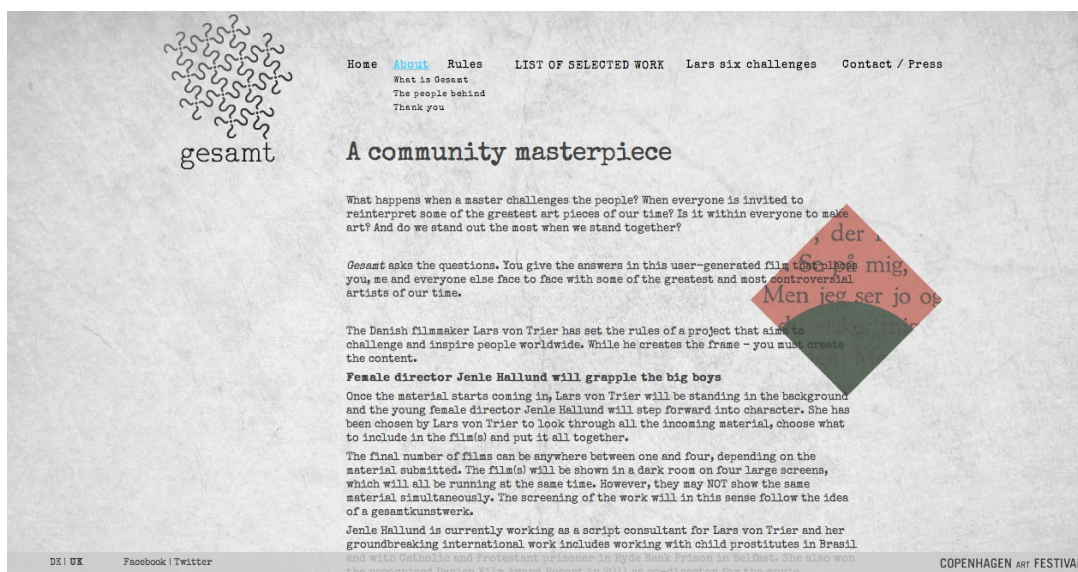 gesamt
Home About Rules LIST OF SELECTED WORK Lars six challenges Contact / Press
What is Gesamt
The people behind
Thank you
A community masterpiece
What happens when a master challenges the people? When everyone is invited to
reinterpret some of the greatest art pieces of our time? Is it within everyone to make
art? And do we stand out the most when we stand together?
Gesamt asks the questions. You give the answers in this user-generated film that places
you, me and everyone else face to face with some of the greatest and most controversial
artists of our time.
The Danish filmmaker Lars von Trier has set the rules of a project that aims to
challenge and inspire people worldwide. While he creates the frame - you must create
the content.
, der
Se på mig,
Men jeg ser jo og
elsker mig
Female director Jenle Hallund will grapple the big boys
Once the material starts coming in, Lars von Trier will be standing in the background
and the young female director Jenle Hallund will step forward into character. She has
been chosen by Lars von Trier to look through all the incoming material, choose what
to include in the film(s) and put it all together.
The final number of films can be anywhere between one and four, depending on the
material submitted. The film(s) will be shown in a dark room on four large screens,
which will all be running at the same time. However, they may NOT show the same
material simultaneously. The screening of the work will in this sense follow the idea
of a gesamtkunstwerk.
Jenle Hallund is currently working as a script consultant for Lars von Trier and her
groundbreaking international work includes working with child prostitutes in Brasil
and with Catholic and Protestant prisoner in Hyde Bank Prison in Belfast. She also won
DK | UK Facebook | Twitter COPENHAGEN ART FESTIVAL